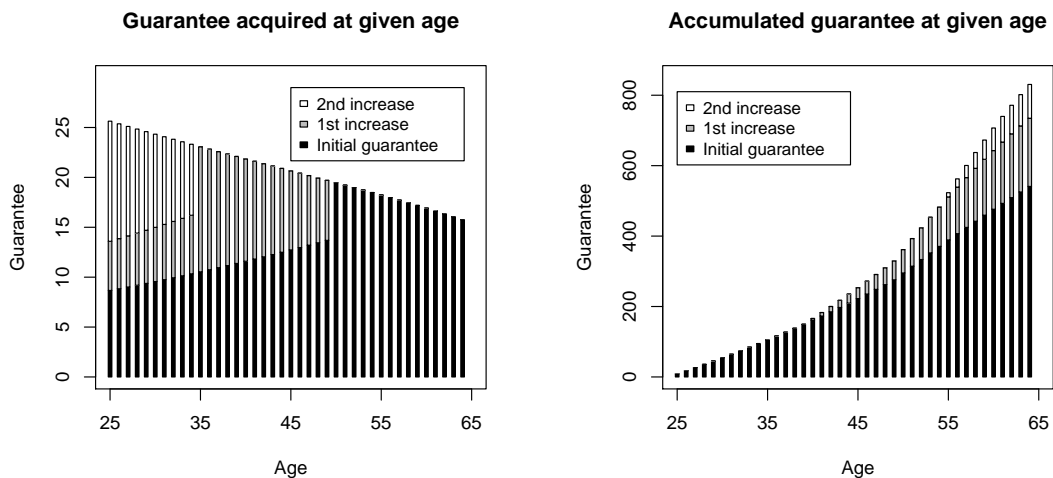 Guarantee acquired at given age
Guarantee
0
5
10
15
20
25
2nd increase
1st increase
Initial guarantee
25
35
45
55
65
Age
Accumulated guarantee at given age
Guarantee
0
200
400
600
800
2nd increase
1st increase
Initial guarantee
25
35
45
55
65
Age